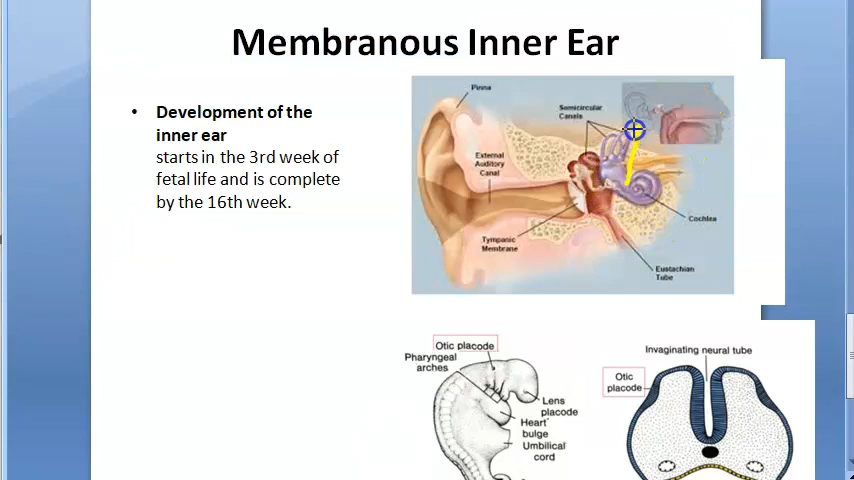 Membranous Inner Ear
• Development of the
inner ear
starts in the 3rd week of
fetal life and is complete
by the 16th week.
Pinna
Semicircular
Canals
External
Auditory
Canal
Cochlea
Tympanic
Membrane
Eustachian
Tube
Otic placode
Pharyngeal
arches
Lens
placode
Heart
bulge
Umbilical
cord
Invaginating neural tube
Otic
placode